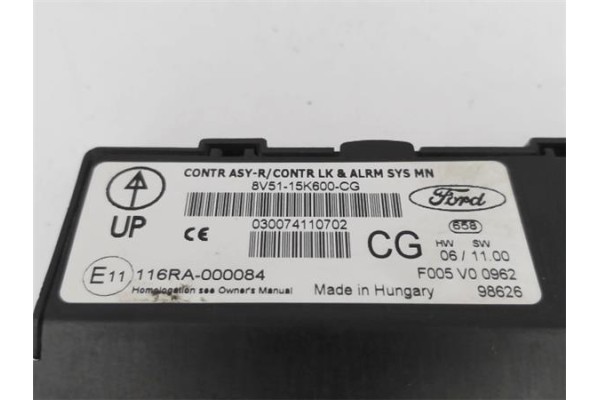 CONTR ASY-R/CONTR LK & ALRM SYS MN
8V51-15K600-CG
Ford
UP
CE
030074110702
CG
658
HW SW
06 / 11.00
E11
116RA-000084
F005 V0 0962
Homologation see Owner's Manual
Made in Hungary
98626